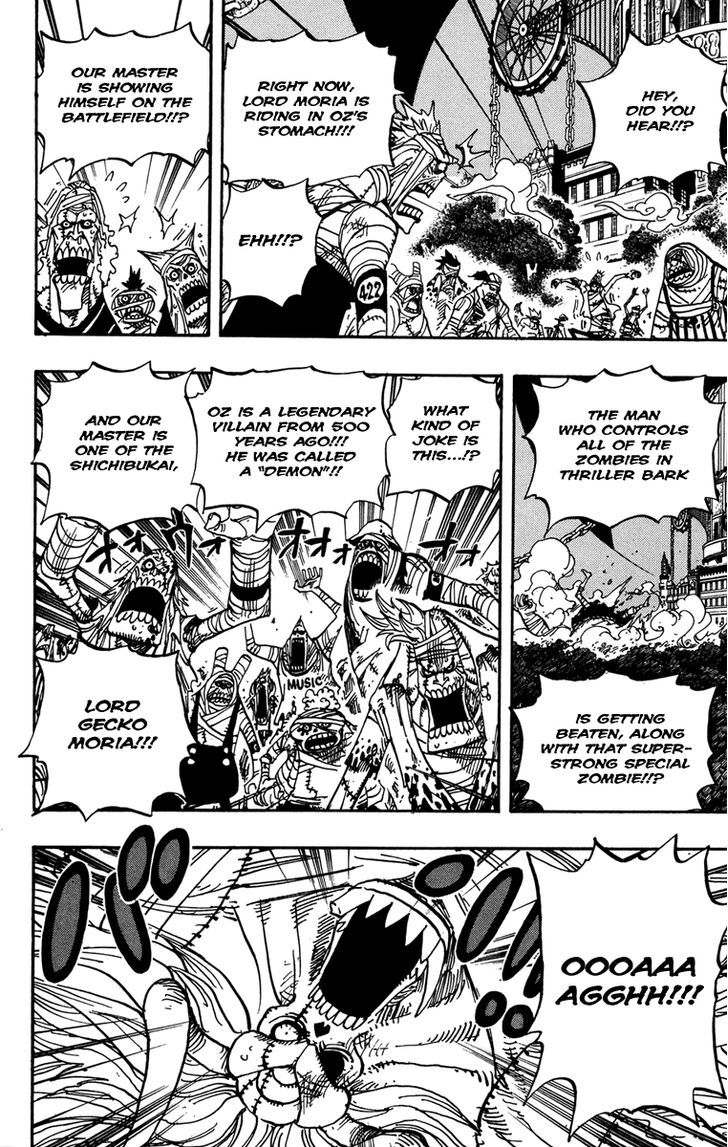 HEY,
DID YOU
HEAR!!?
RIGHT NOW,
LORD MORIA IS
RIDING IN OZ'S
STOMACH!!!
EHH!!?
422
OUR MASTER
IS SHOWING
HIMSELF ON THE
BATTLEFIELD!!?
THE MAN
WHO CONTROLS
ALL OF THE
ZOMBIES IN
THRILLER BARK
IS GETTING
BEATEN, ALONG
WITH THAT SUPER-
STRONG SPECIAL
ZOMBIE!!?
WHAT
KIND OF
JOKE IS
THIS...!?
OZ IS A LEGENDARY
VILLAIN FROM 500
YEARS AGO!!!
HE WAS CALLED
A "DEMON"!!
AND OUR
MASTER IS
ONE OF THE
SHICHIBUKAI,
オオオオ
MUSIC
LORD
GECKO
MORIA!!!
OOOAAA
AGGHH!!!